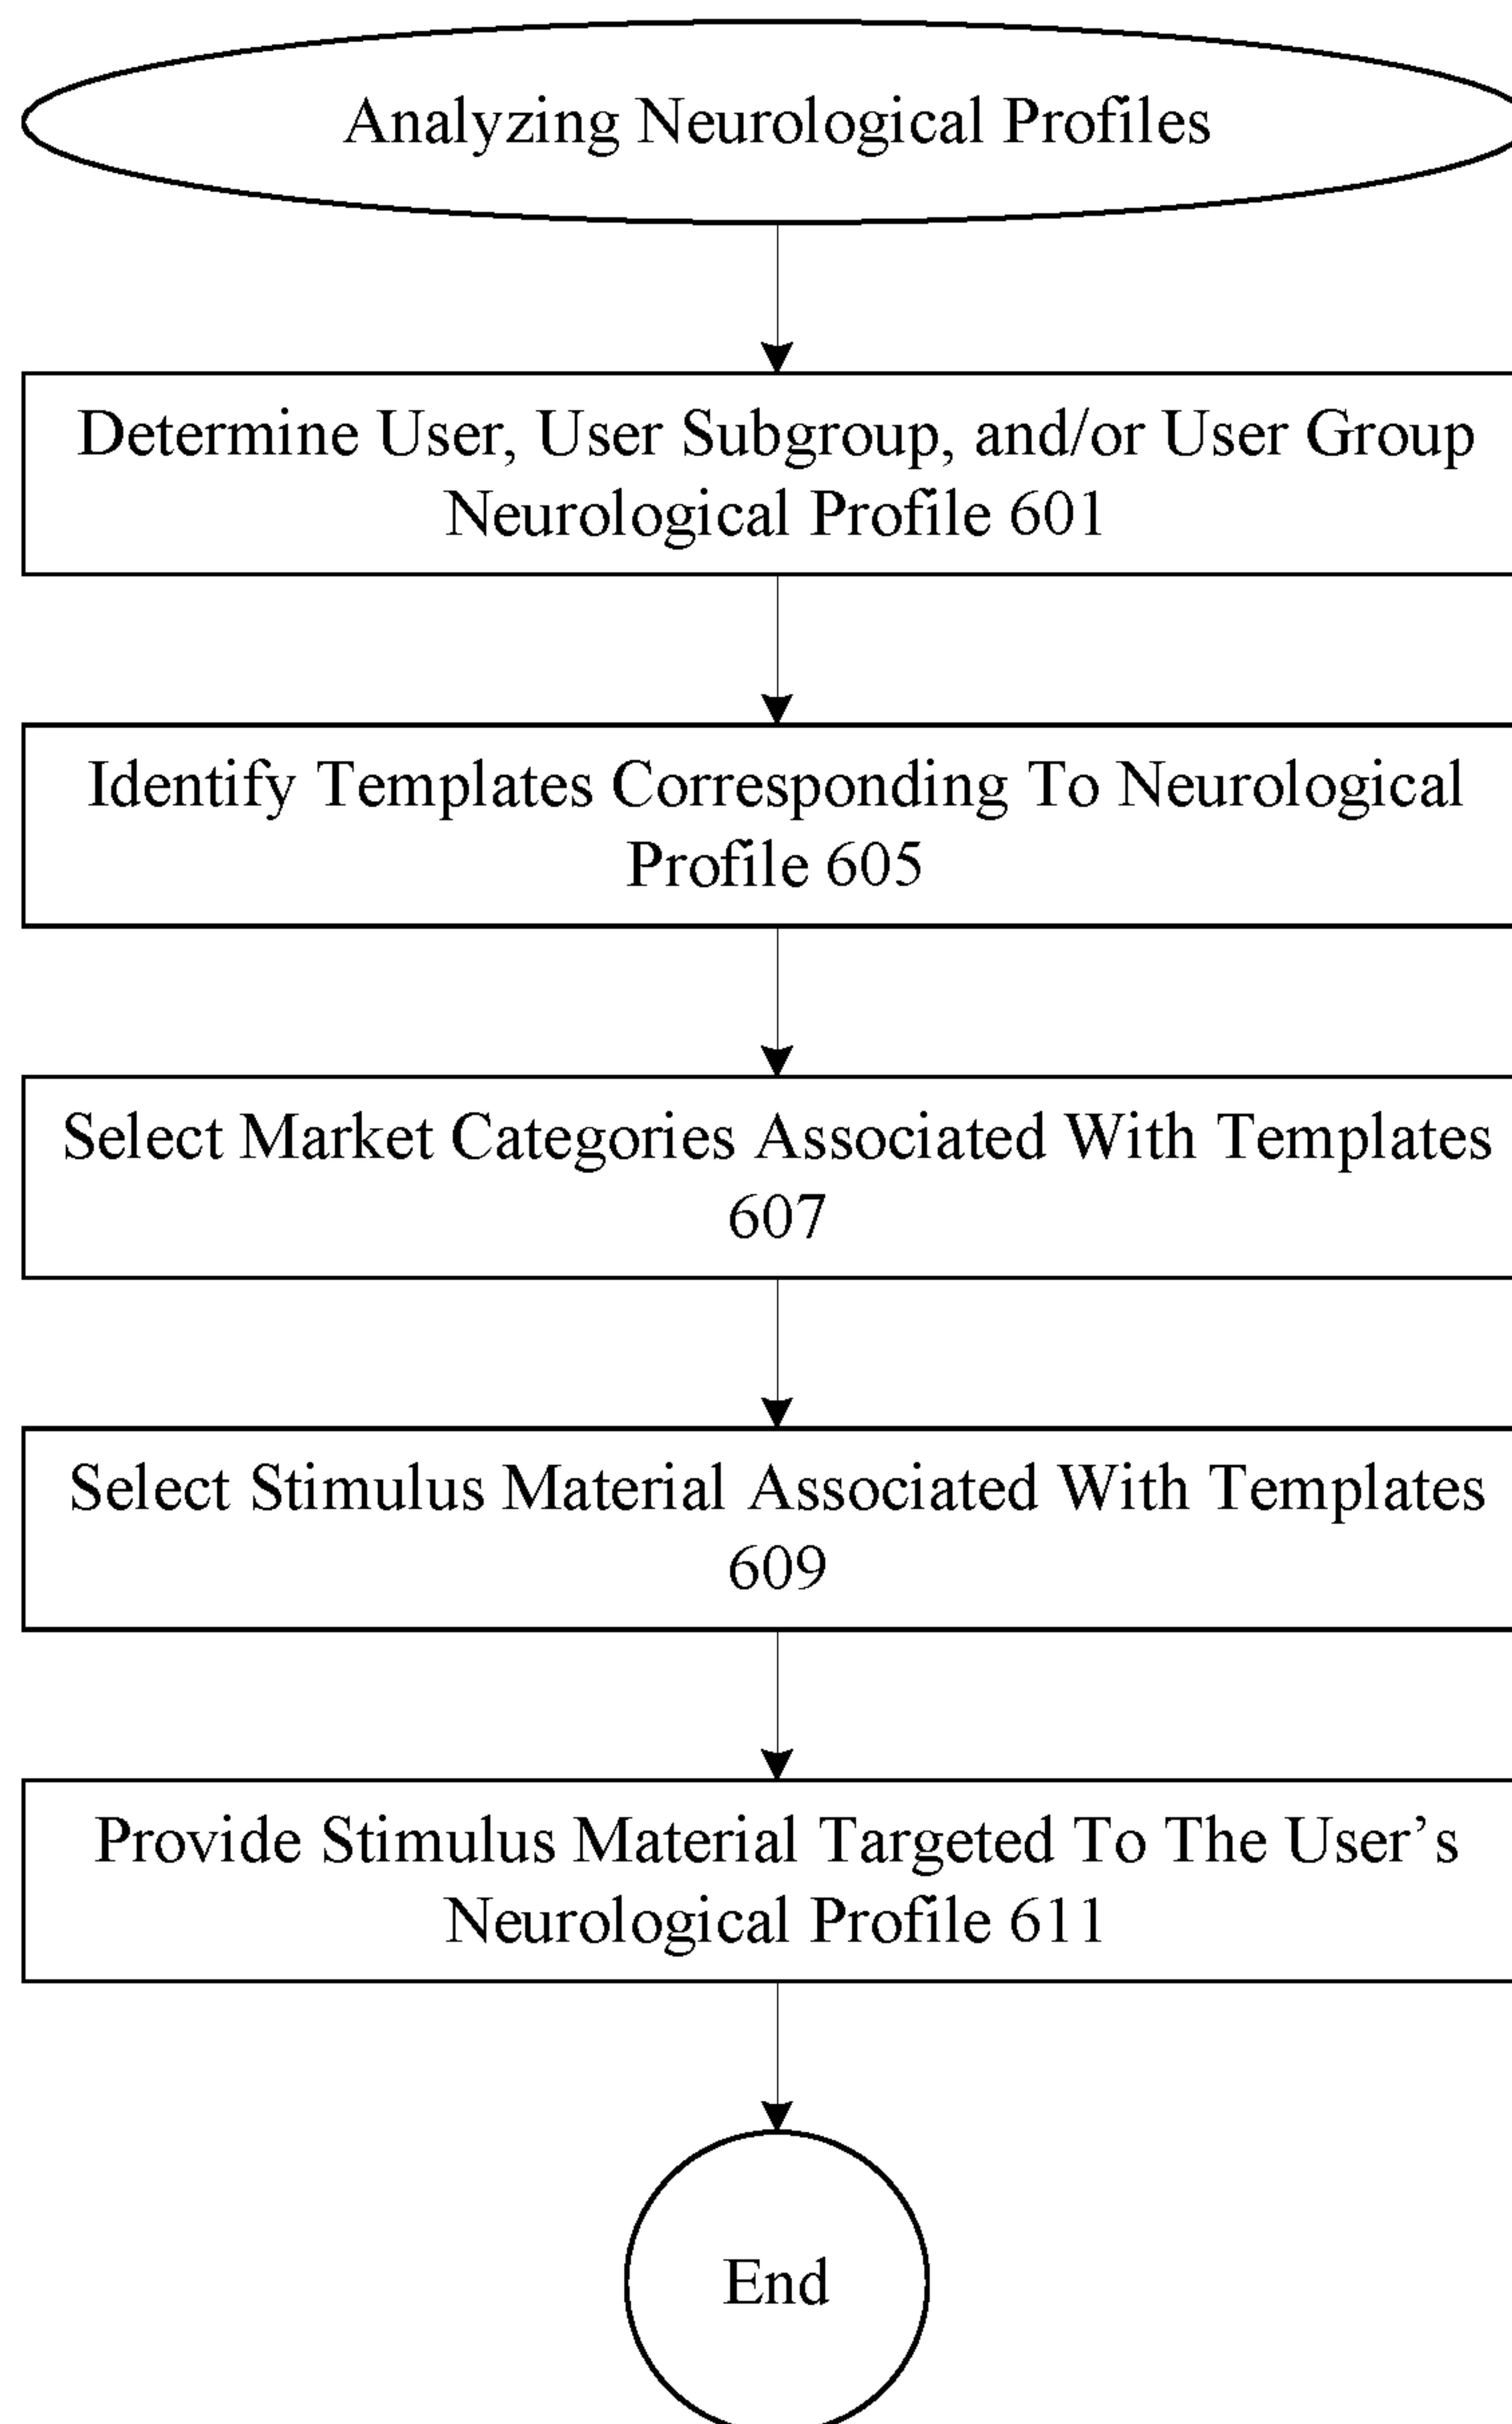 Analyzing Neurological Profiles
Determine User, User Subgroup, and/or User Group
Neurological Profile 601
Identify Templates Corresponding To Neurological
Profile 605
Select Market Categories Associated With Templates
607
Select Stimulus Material Associated With Templates
609
Provide Stimulus Material Targeted To The User’s
Neurological Profile 611
End